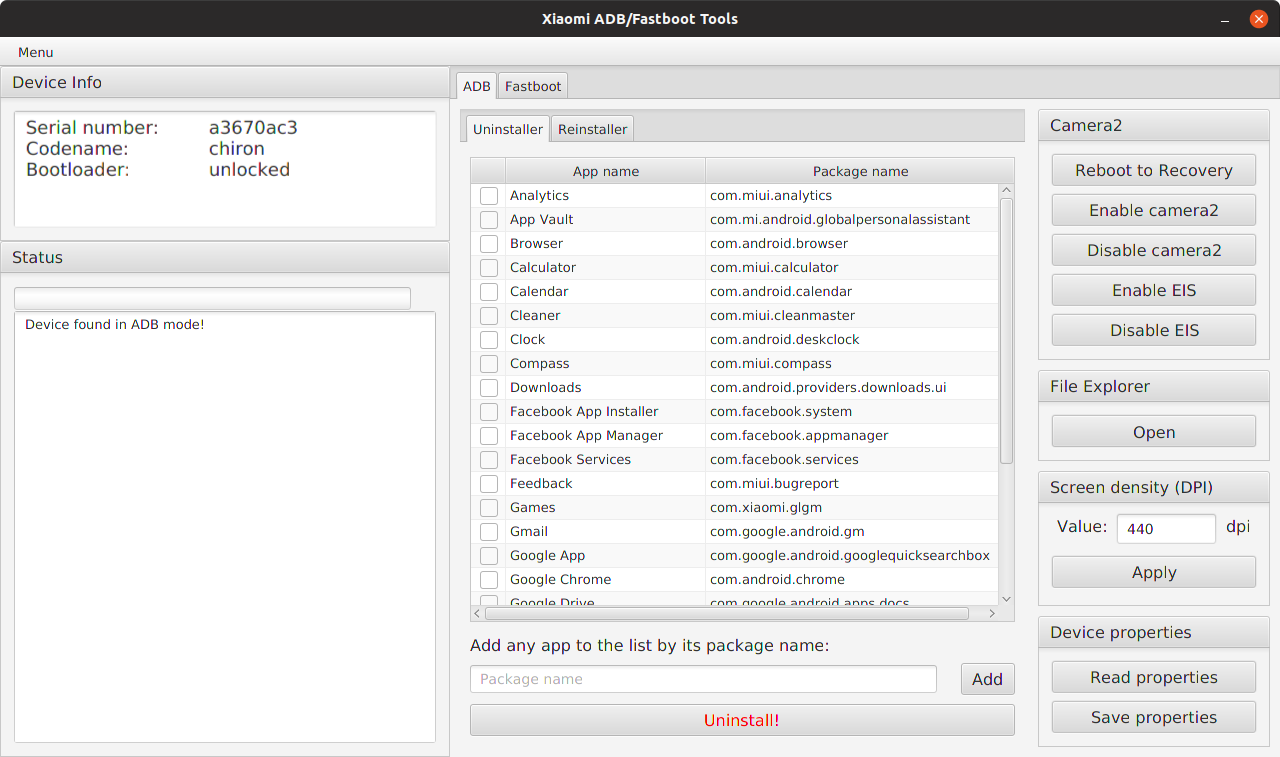 Xiaomi ADB/Fastboot Tools
Menu
Device Info
Serial number: a3670ac3
Codename: chiron
Bootloader: unlocked
Status
Device found in ADB mode!
ADB Fastboot
Uninstaller Reinstaller
App name Package name
Analytics com.miui.analytics
App Vault com.mi.android.globalpersonalassistant
Browser com.android.browser
Calculator com.miui.calculator
Calendar com.android.calendar
Cleaner com.miui.cleanmaster
Clock com.android.deskclock
Compass com.miui.compass
Downloads com.android.providers.downloads.ui
Facebook App Installer com.facebook.system
Facebook App Manager com.facebook.appmanager
Facebook Services com.facebook.services
Feedback com.miui.bugreport
Games com.xiaomi.glgm
Gmail com.google.android.gm
Google App com.google.android.googlequicksearchbox
Google Chrome com.android.chrome
Google Drive com.google.android.apps.docs
Add any app to the list by its package name:
Package name Add
Uninstall!
Camera2
Reboot to Recovery
Enable camera2
Disable camera2
Enable EIS
Disable EIS
File Explorer
Open
Screen density (DPI)
Value: 440 dpi
Apply
Device properties
Read properties
Save properties